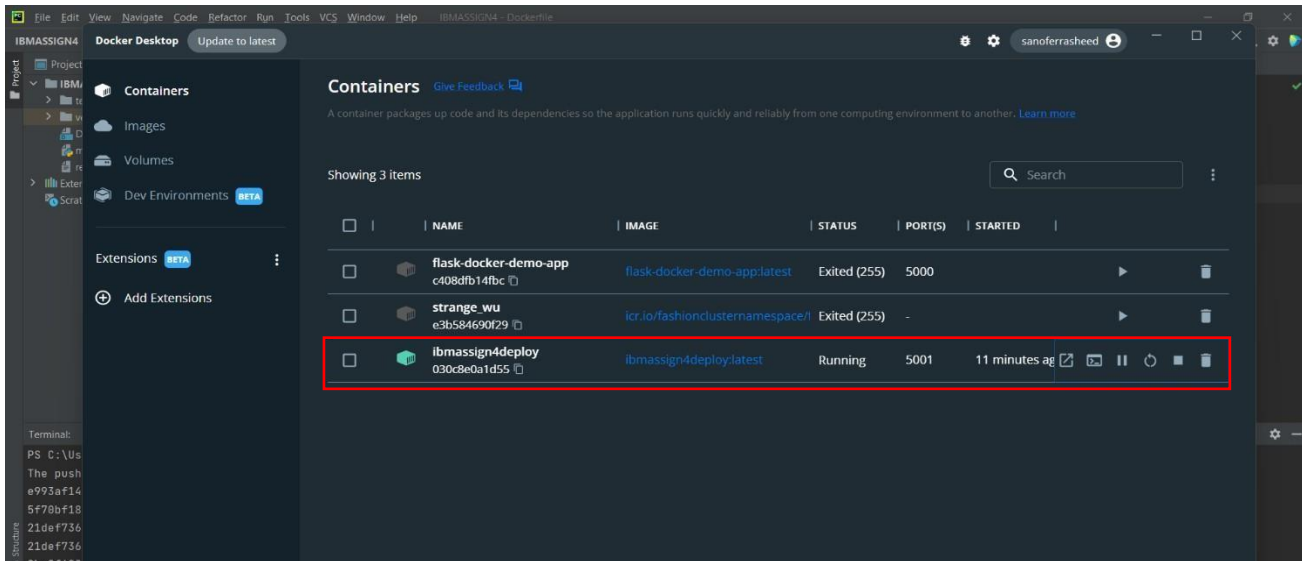 File Edit View Navigate Code Refactor Run Tools VCS Window Help IBMASSIGN4 - Dockerfile
IBMASSIGN4
Docker Desktop Update to latest sanoferrasheed
Project
Project
Containers
Images
Volumes
Dev Environments BETA
Extensions BETA
Add Extensions
Exter
Scrat
Containers Give Feedback
A container packages up code and its dependencies so the application runs quickly and reliably from one computing environment to another. Learn more
Showing 3 items
Search
NAME IMAGE STATUS PORT(S) STARTED
flask-docker-demo-app flask-docker-demo-app:latest Exited (255) 5000
c408dfb14fbc
strange_wu icr.io/fashionclusternamespace/ Exited (255) -
e3b584690f29
ibmassign4deploy ibmassign4deploy:latest Running 5001 11 minutes ag
030c8e0a1d55
Terminal:
PS C:\Us
The push
e993af14
5f70bf18
21def736
21def736
Structure